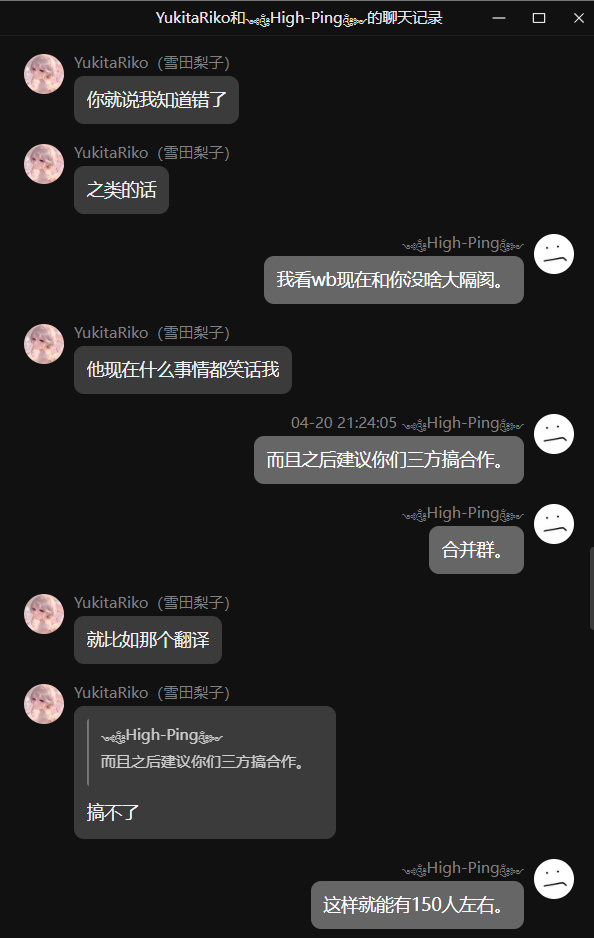 YukitaRiko和࿐High-Ping࿐的聊天记录
YukitaRiko（雪田梨子）
你就说我知道错了
YukitaRiko（雪田梨子）
之类的话
High-Ping
我看wb现在和你没啥大隔阂。
YukitaRiko（雪田梨子）
他现在什么事情都笑话我
04-20 21:24:05 High-Ping
而且之后建议你们三方搞合作。
High-Ping
合并群。
YukitaRiko（雪田梨子）
就比如那个翻译
YukitaRiko（雪田梨子）
High-Ping
而且之后建议你们三方搞合作。
搞不了
High-Ping
这样就能有150人左右。